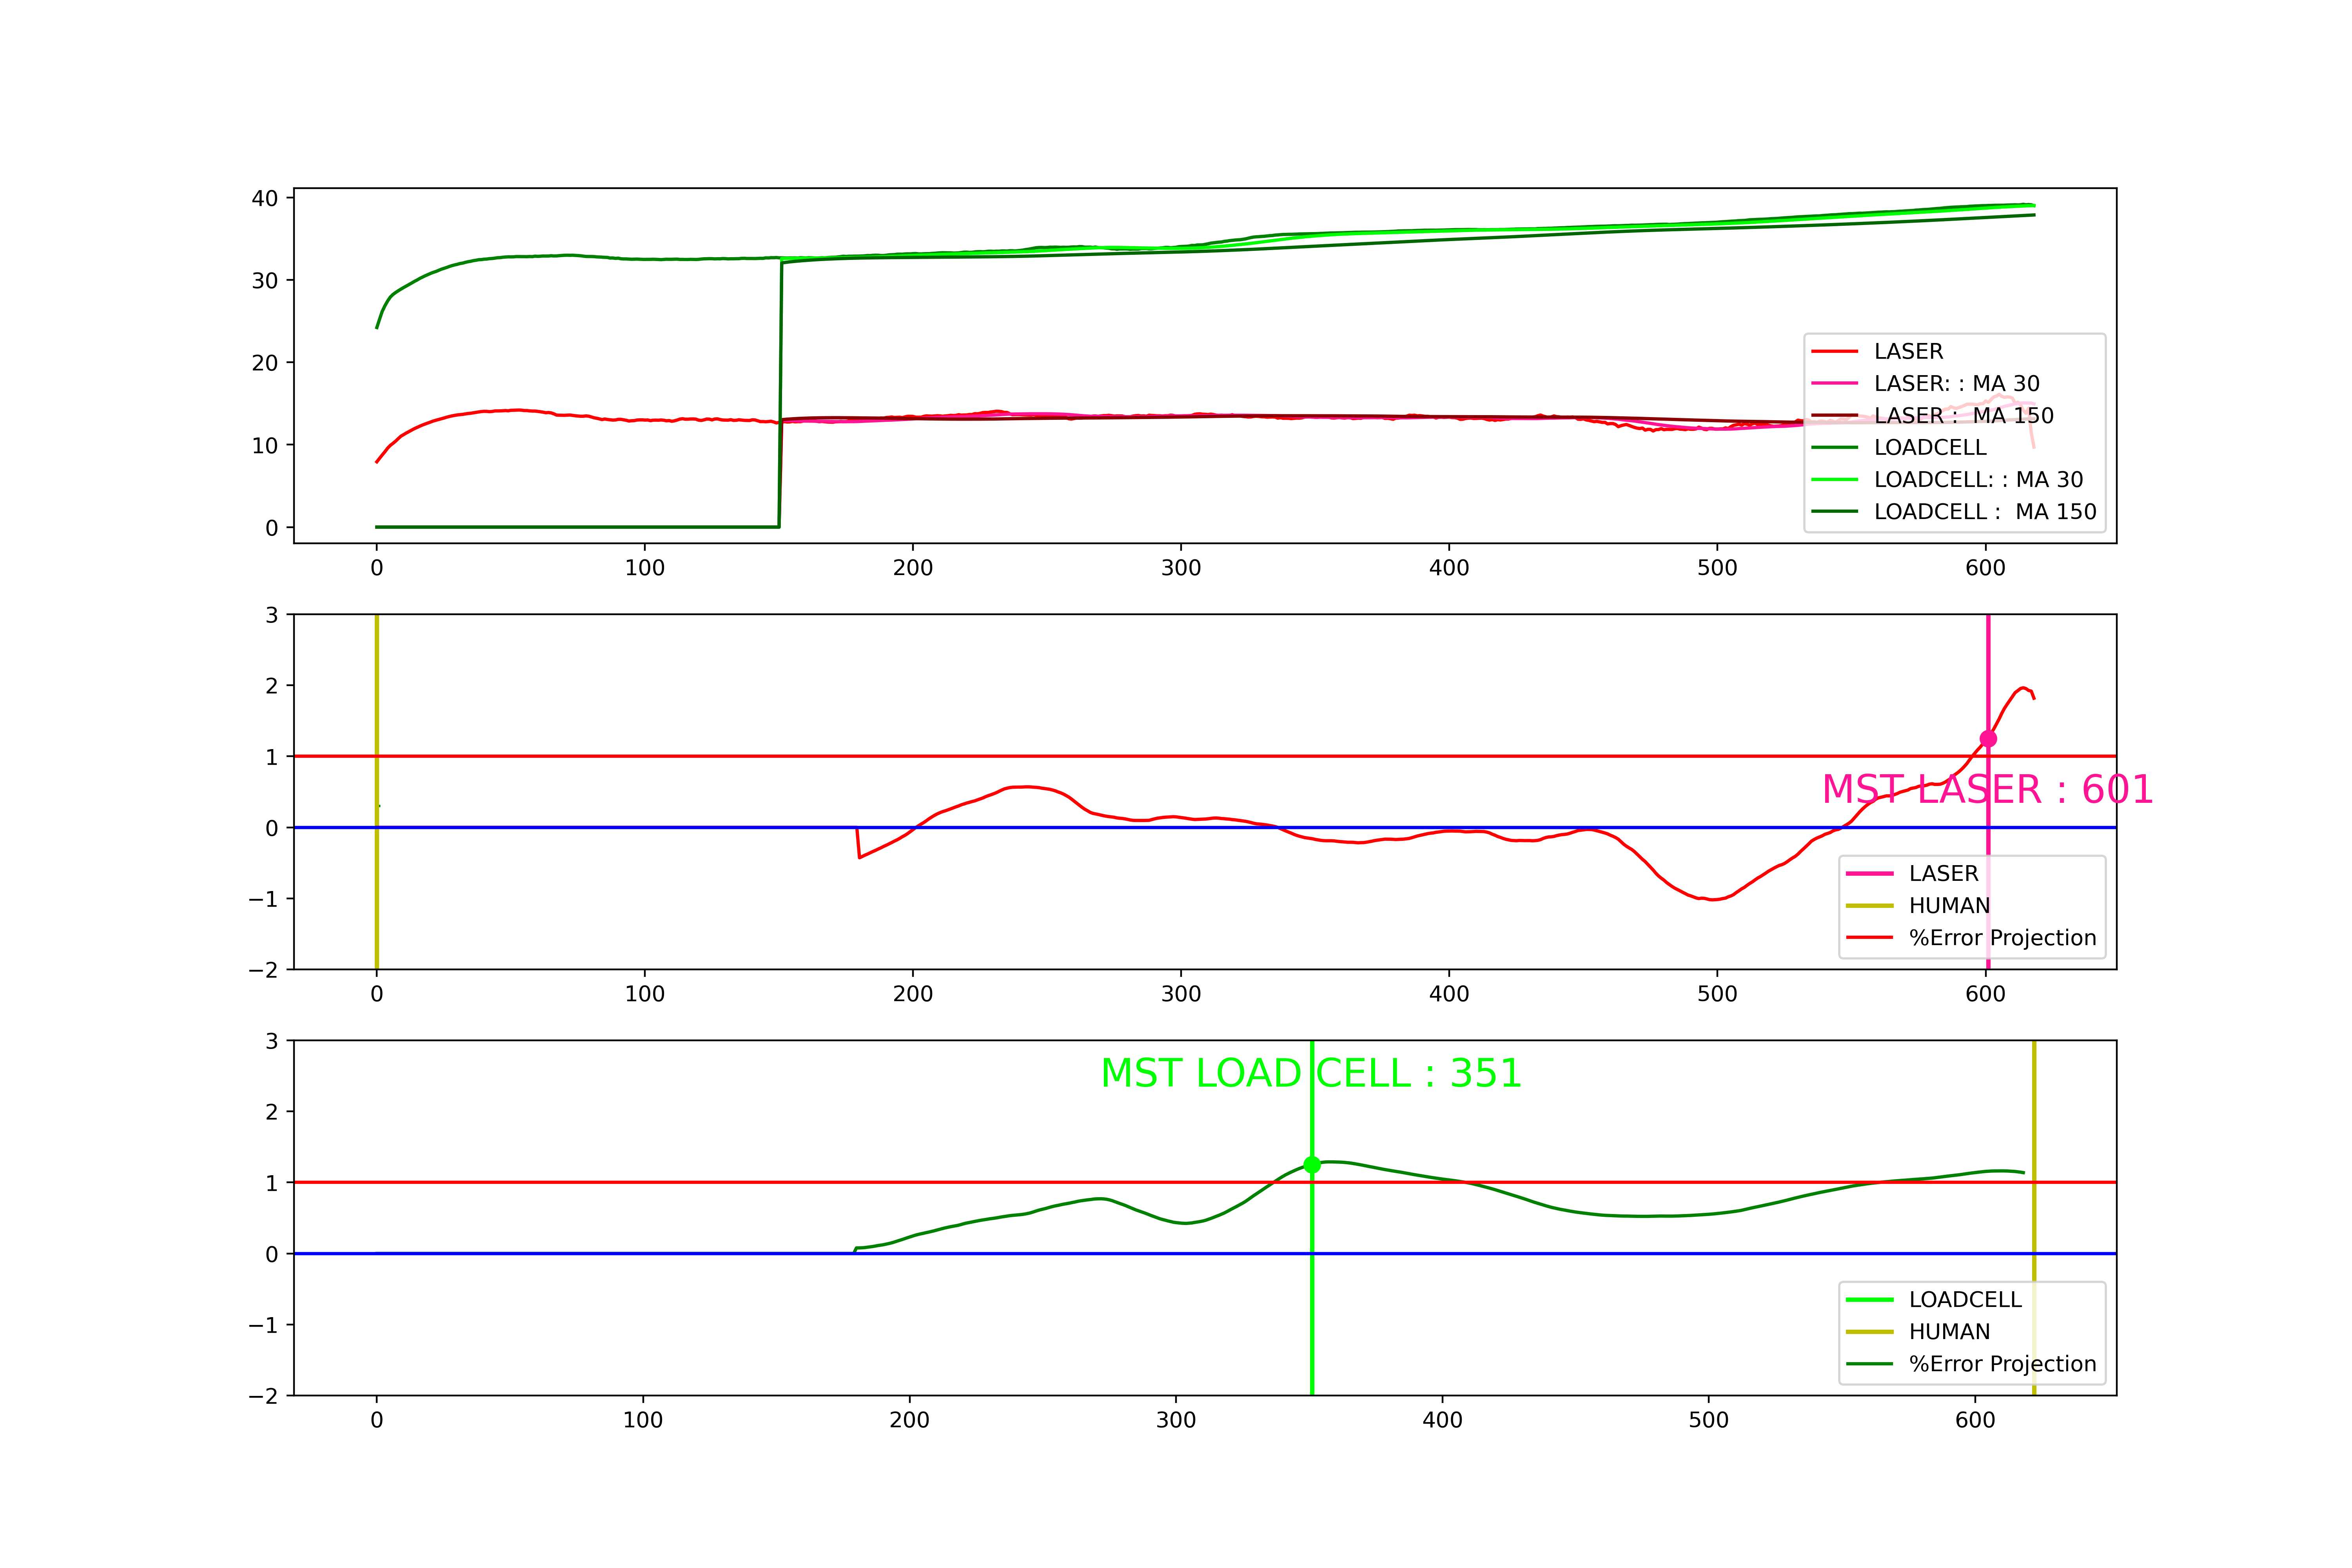 40
30
20
10
0
LASER
LASER: : MA 30
LASER :  MA 150
LOADCELL
LOADCELL: : MA 30
LOADCELL :  MA 150
0 100 200 300 400 500 600
3
2
1
0
−1
−2
MST LASER : 601
LASER
HUMAN
%Error Projection
0 100 200 300 400 500 600
3
2
1
0
−1
−2
MST LOAD CELL : 351
LOADCELL
HUMAN
%Error Projection
0 100 200 300 400 500 600